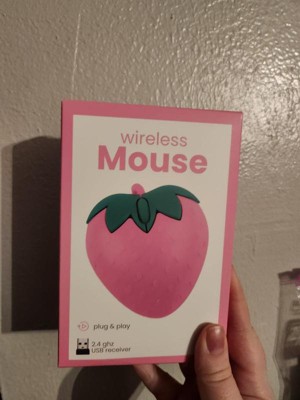 wireless
Mouse
plug & play
2.4 ghz
USB receiver